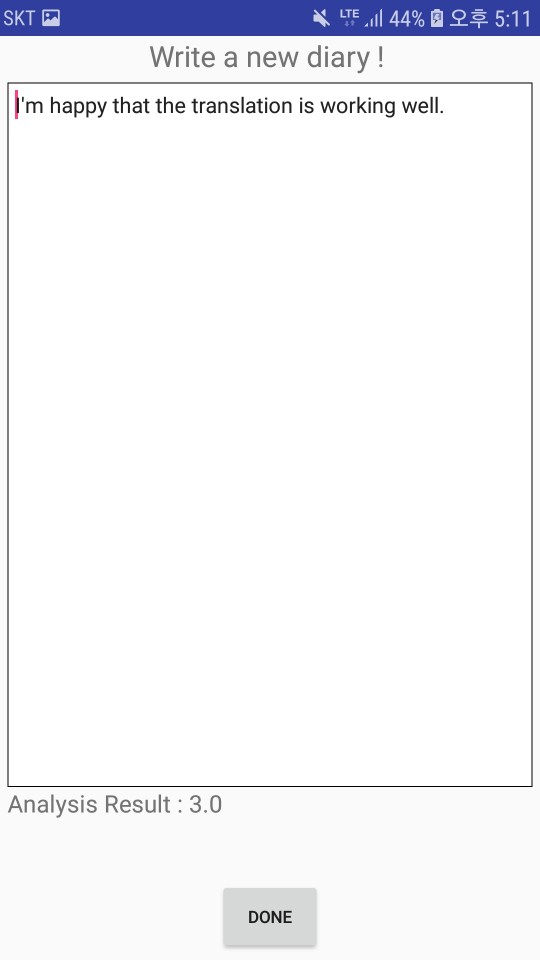 SKT LTE 44% 오후 5:11
Write a new diary !
I'm happy that the translation is working well.
Analysis Result : 3.0
DONE